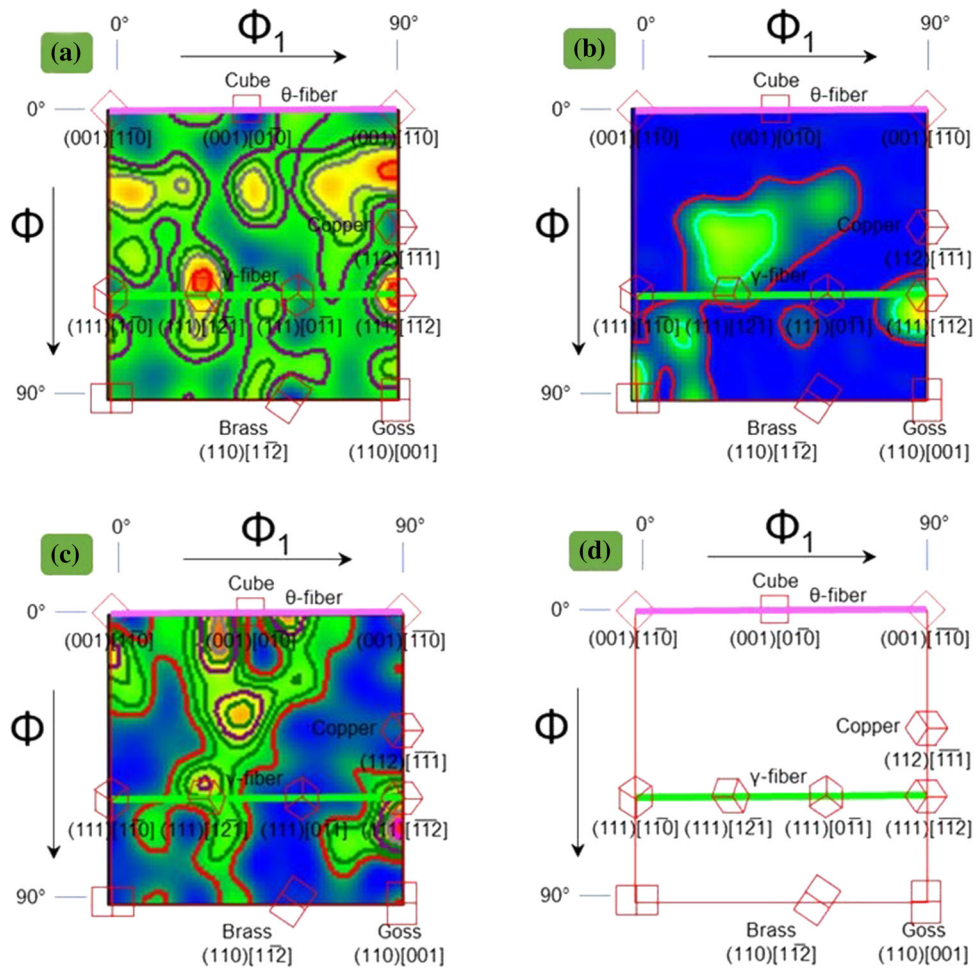 (a)
0°
Φ1
90°
Cube
θ-fiber
0°
(001)[11̅0]
(001)[01̅0]
(001)[1̅1̅0]
Φ
Copper
(112)[1̅1̅1]
γ-fiber
(111)[11̅0]
(111)[12̅1]
(111)[01̅1]
(111)[1̅1̅2]
90°
Brass
(110)[11̅2]
Goss
(110)[001]
(b)
0°
Φ1
90°
Cube
θ-fiber
0°
(001)[11̅0]
(001)[01̅0]
(001)[1̅1̅0]
Φ
Copper
(112)[1̅1̅1]
γ-fiber
(111)[11̅0]
(111)[12̅1]
(111)[01̅1]
(111)[1̅1̅2]
90°
Brass
(110)[11̅2]
Goss
(110)[001]
(c)
0°
Φ1
90°
Cube
θ-fiber
0°
(001)[11̅0]
(001)[01̅0]
(001)[1̅1̅0]
Φ
Copper
(112)[1̅1̅1]
γ-fiber
(111)[11̅0]
(111)[12̅1]
(111)[01̅1]
(111)[1̅1̅2]
90°
Brass
(110)[11̅2]
Goss
(110)[001]
(d)
0°
Φ1
90°
Cube
θ-fiber
0°
(001)[11̅0]
(001)[01̅0]
(001)[1̅1̅0]
Φ
Copper
(112)[1̅1̅1]
γ-fiber
(111)[11̅0]
(111)[12̅1]
(111)[01̅1]
(111)[1̅1̅2]
90°
Brass
(110)[11̅2]
Goss
(110)[001]